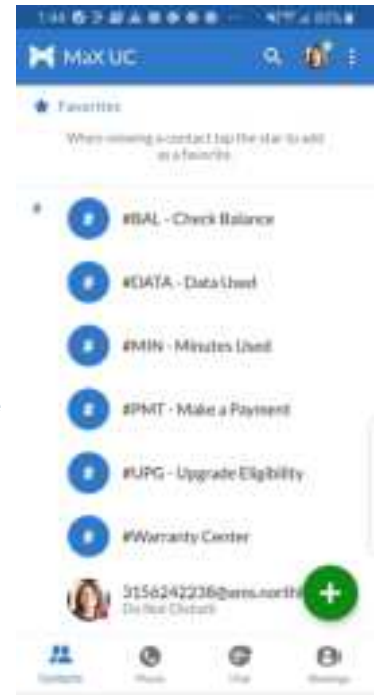 MaX UC
Favorites
When viewing a contact tap the star to add
as a favorite.
#
#BAL - Check Balance
#DATA - Data Used
#MIN - Minutes Used
#PMT - Make a Payment
#UPG - Upgrade Eligibility
#Warranty Center
3156242238@ams.north
Do Not Disturb
Contacts
Phone
Chat
Meetings